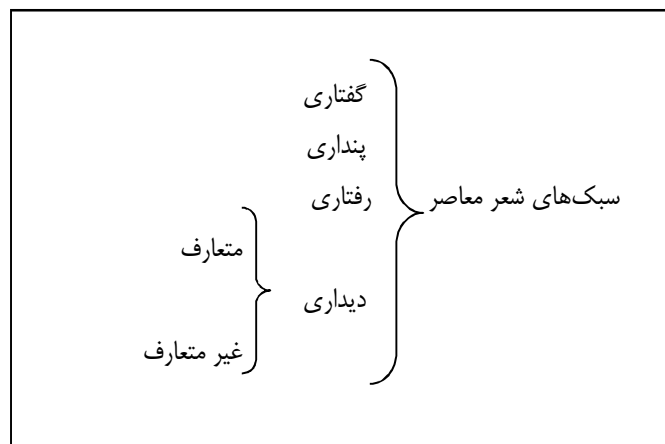 گفتاری
پنداری
رفتاری
سبک‌های شعر معاصر
متعارف
دیداری
غیر متعارف